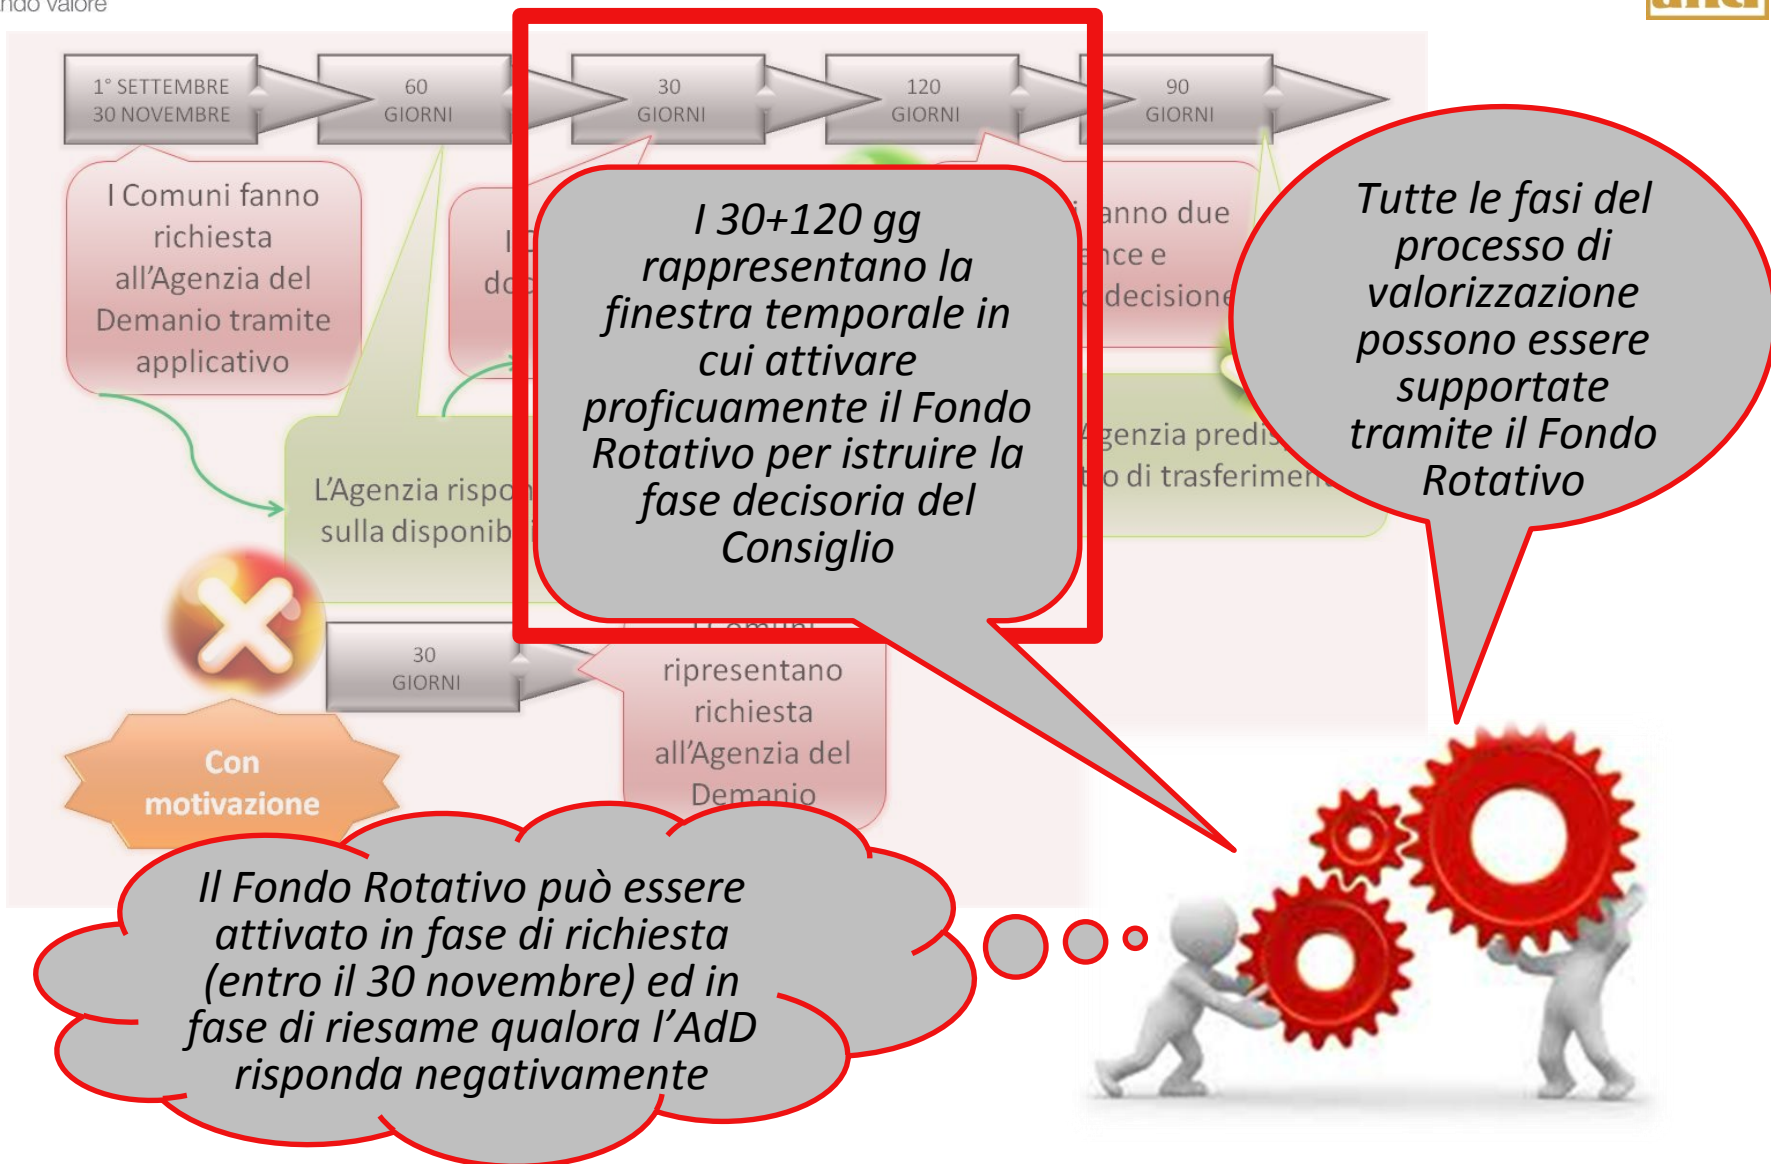 valore
1° SETTEMBRE
30 NOVEMBRE
60
GIORNI
30
GIORNI
120
GIORNI
90
GIORNI
I Comuni fanno
richiesta
all'Agenzia del
Demanio tramite
applicativo
I 30+120 gg
rappresentano la
finestra temporale in
cui attivare
proficuamente il Fondo
Rotativo per istruire la
fase decisoria del
Consiglio
due
e
decisione
Tutte le fasi del
processo di
valorizzazione
possono essere
supportate
tramite il Fondo
Rotativo
L'Agenzia
sulla
di
30
GIORNI
ripresentano
richiesta
all'Agenzia del
Demanio
Con
motivazione
Il Fondo Rotativo può essere
attivato in fase di richiesta
(entro il 30 novembre) ed in
fase di riesame qualora l'AdD
risponda negativamente